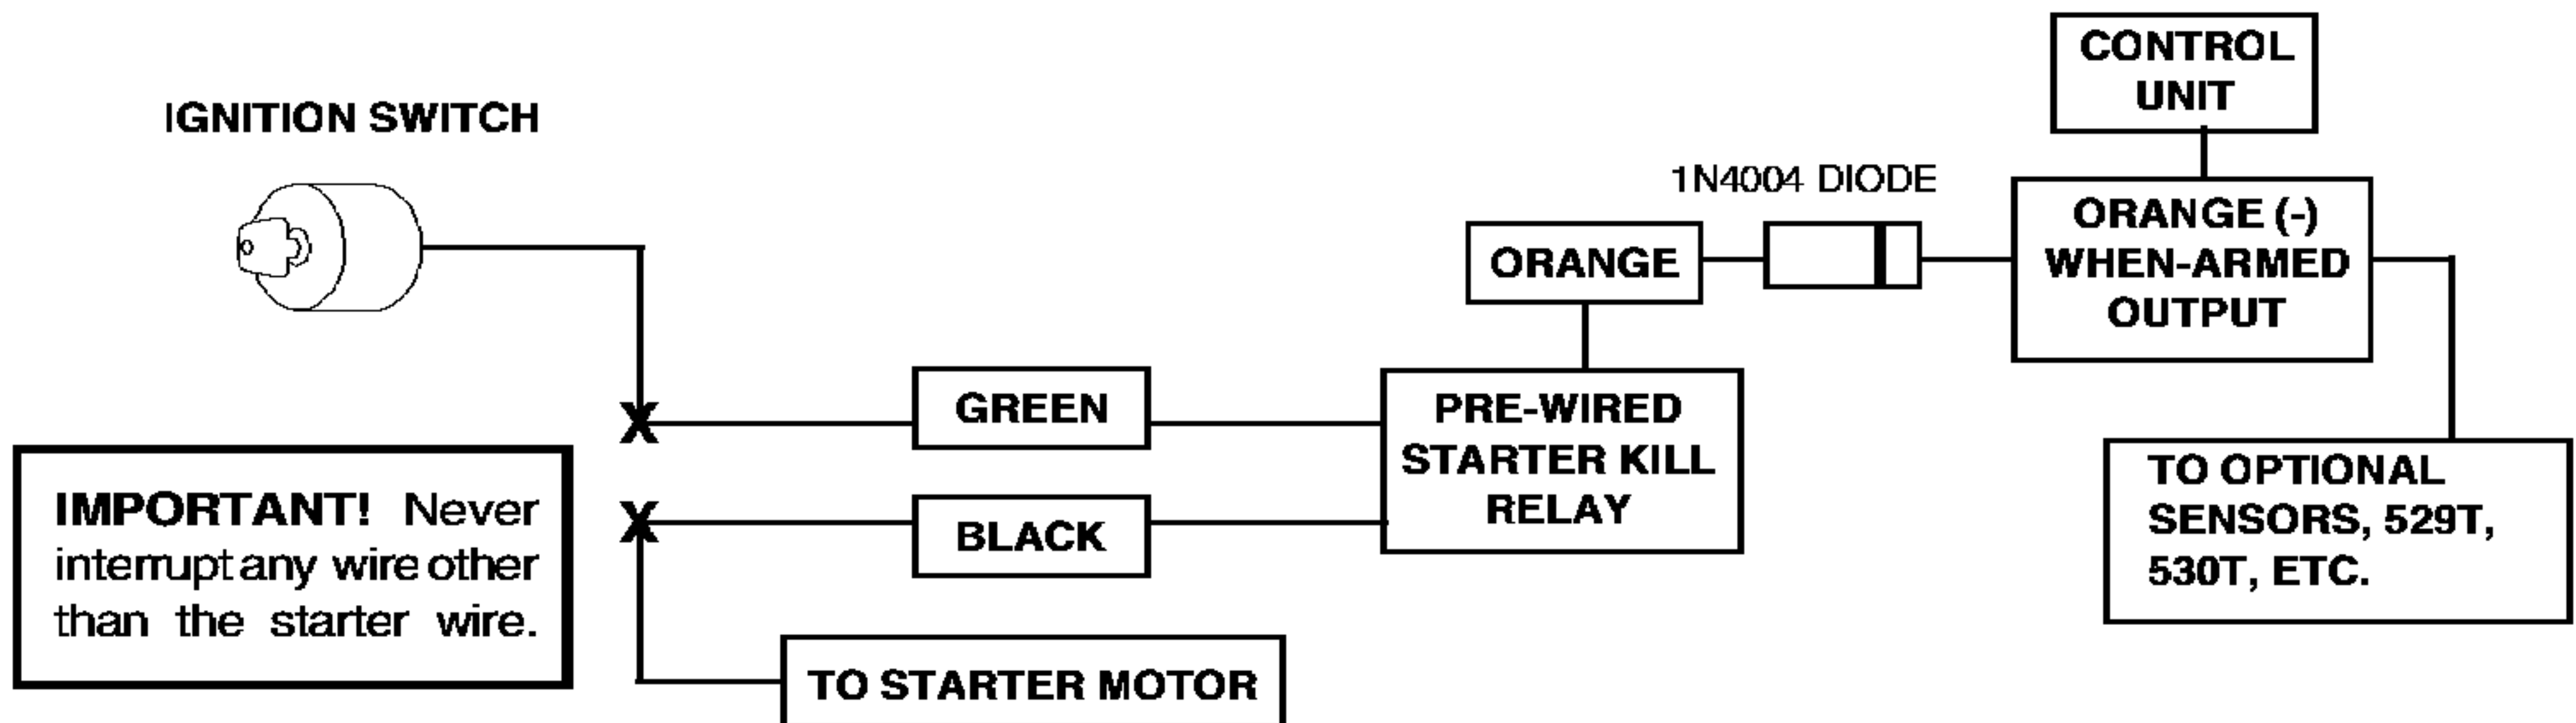 CONTROL
UNIT
IGNITION SWITCH
1N4004 DIODE
ORANGE (-)
WHEN-ARMED
OUTPUT
ORANGE
GREEN
PRE-WIRED
STARTER KILL
RELAY
BLACK
IMPORTANT! Never
interrupt any wire other
than the starter wire.
TO OPTIONAL
SENSORS, 529T,
530T, ETC.
TO STARTER MOTOR
X
X